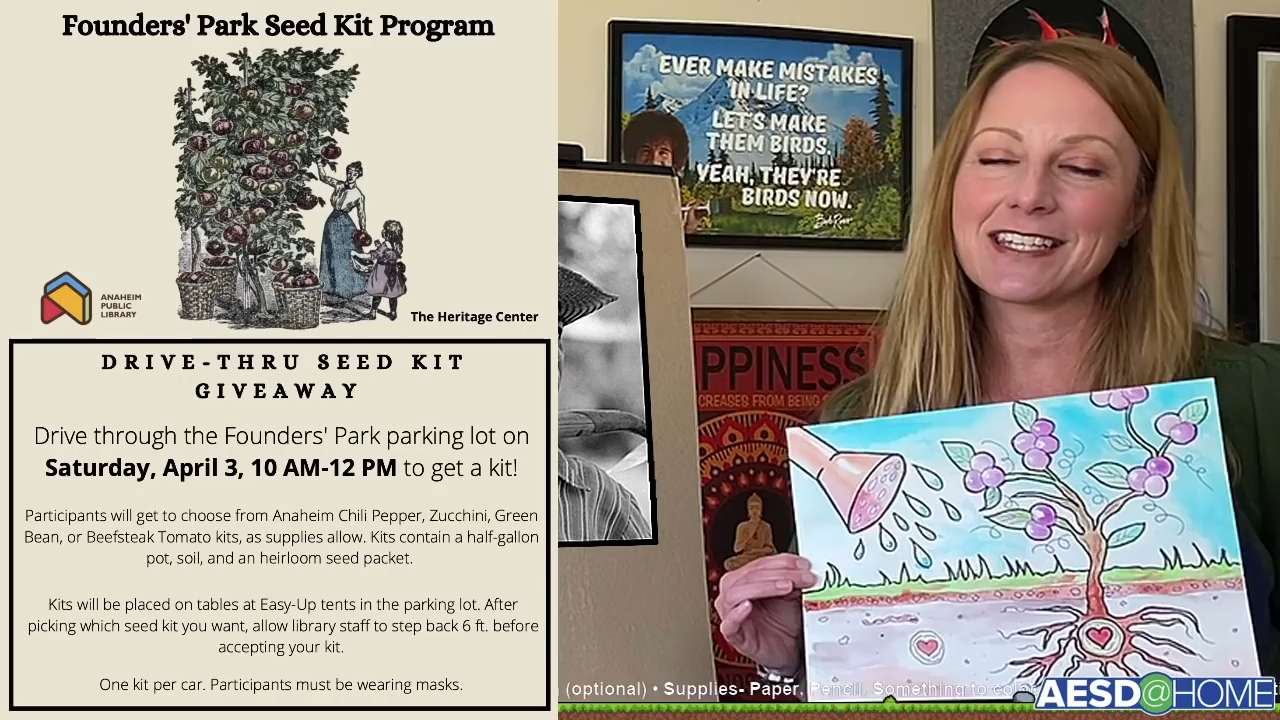 Founders' Park Seed Kit Program
ANAHEIM
PUBLIC
LIBRARY
The Heritage Center
DRIVE-THRU SEED KIT
GIVEAWAY
Drive through the Founders' Park parking lot on
Saturday, April 3, 10 AM-12 PM to get a kit!
Participants will get to choose from Anaheim Chili Pepper, Zucchini, Green
Bean, or Beefsteak Tomato kits, as supplies allow. Kits contain a half-gallon
pot, soil, and an heirloom seed packet.
Kits will be placed on tables at Easy-Up tents in the parking lot. After
picking which seed kit you want, allow library staff to step back 6 ft. before
accepting your kit.
One kit per car. Participants must be wearing masks.
EVER MAKE MISTAKES
IN LIFE?
LET'S MAKE
THEM BIRDS.
YEAH, THEY'RE
BIRDS NOW.
Bob Ross
PPINESS
CREASES FROM BEING
(optional) • Supplies- Paper, Pencil, Something to color
AESD@HOME